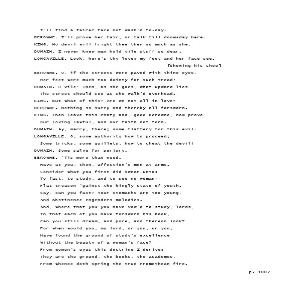 I'll find a fairer face not wash'd to-day.
BEROWNE. I'll prove her fair, or talk till doomsday here.
KING. No devil will fright thee then so much as she.
DUMAIN. I never knew man hold vile stuff so dear.
LONGAVILLE. Look, here's thy love: my foot and her face see.
[Showing his shoe]
BEROWNE. O, if the streets were paved with thine eyes,
Her feet were much too dainty for such tread!
DUMAIN. O vile! Then, as she goes, what upward lies
The street should see as she walk'd overhead.
KING. But what of this? Are we not all in love?
BEROWNE. Nothing so sure; and thereby all forsworn.
KING. Then leave this chat; and, good Berowne, now prove
Our loving lawful, and our faith not torn.
DUMAIN. Ay, marry, there; some flattery for this evil.
LONGAVILLE. O, some authority how to proceed;
Some tricks, some quillets, how to cheat the devil!
DUMAIN. Some salve for perjury.
BEROWNE. 'Tis more than need.
Have at you, then, affection's men at arms.
Consider what you first did swear unto:
To fast, to study, and to see no woman-
Flat treason 'gainst the kingly state of youth.
Say, can you fast? Your stomachs are too young,
And abstinence engenders maladies.
And, where that you have vow'd to study, lords,
In that each of you have forsworn his book,
Can you still dream, and pore, and thereon look?
For when would you, my lord, or you, or you,
Have found the ground of study's excellence
Without the beauty of a woman's face?
From women's eyes this doctrine I derive:
They are the ground, the books, the academes,
From whence doth spring the true Promethean fire.